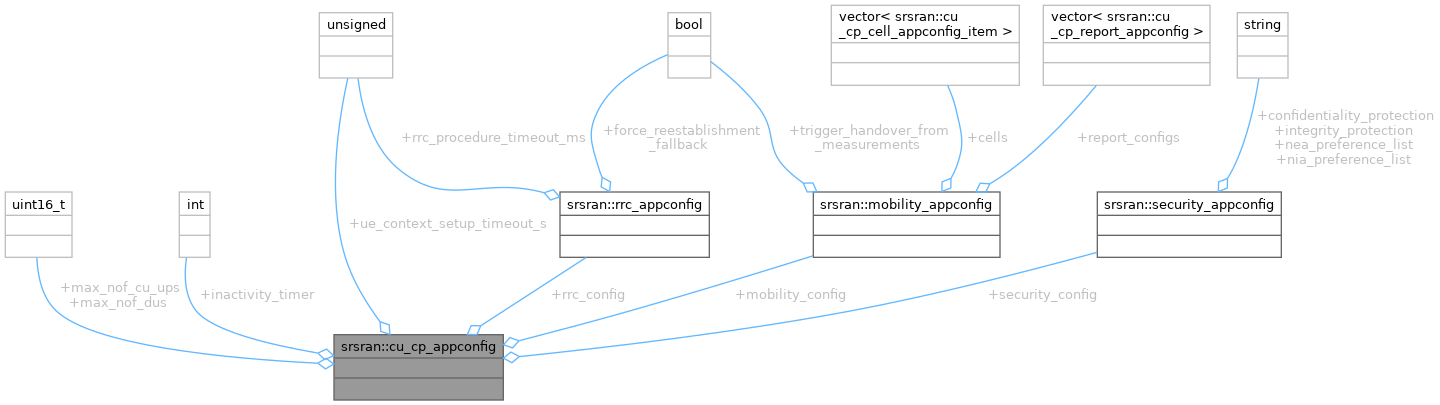 unsigned
bool
vector< srsran::cu
_cp_cell_appconfig_item >
vector< srsran::cu
_cp_report_appconfig >
string
+rrc_procedure_timeout_ms
+force_reestablishment
_fallback
+trigger_handover_from
_measurements
+cells
+report_configs
+confidentiality_protection
+integrity_protection
+nea_preference_list
+nia_preference_list
uint16_t
int
+ue_context_setup_timeout_s
srsran::rrc_appconfig
srsran::mobility_appconfig
srsran::security_appconfig
+max_nof_cu_ups
+max_nof_dus
+inactivity_timer
+rrc_config
+mobility_config
+security_config
srsran::cu_cp_appconfig